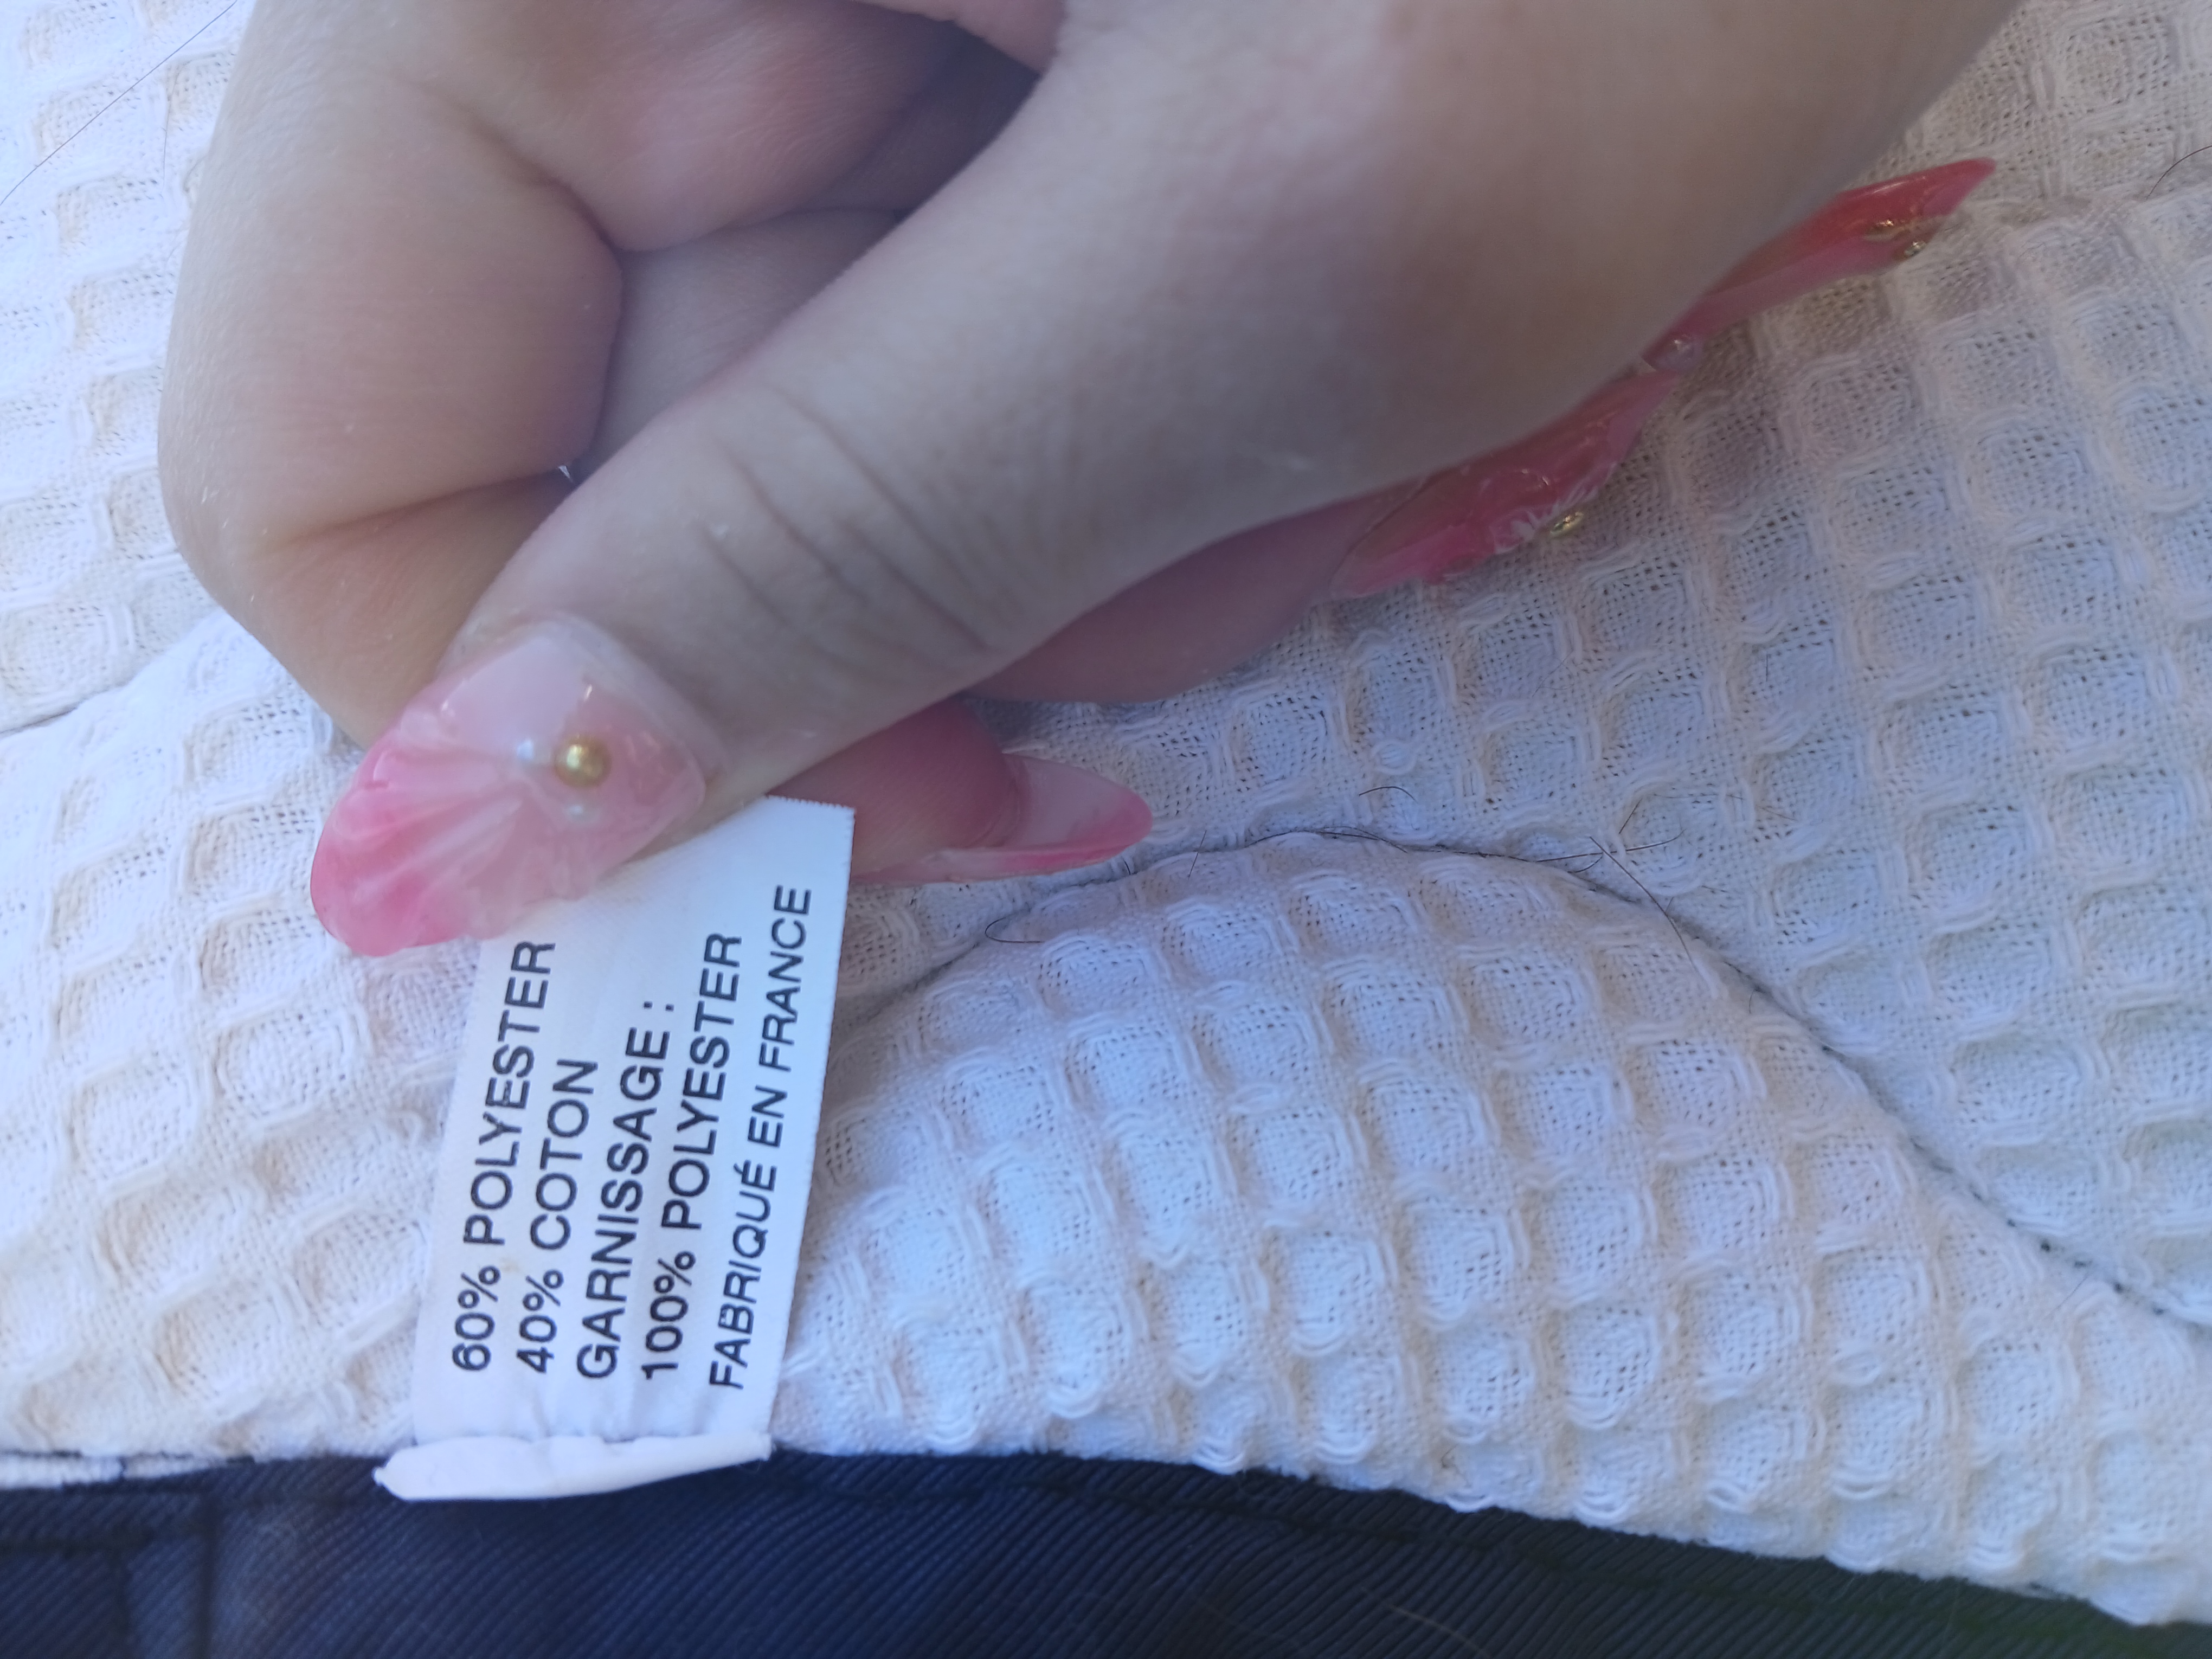 60% POLYESTER
40% COTON
GARNISSAGE :
100% POLYESTER
FABRIQUÉ EN FRANCE